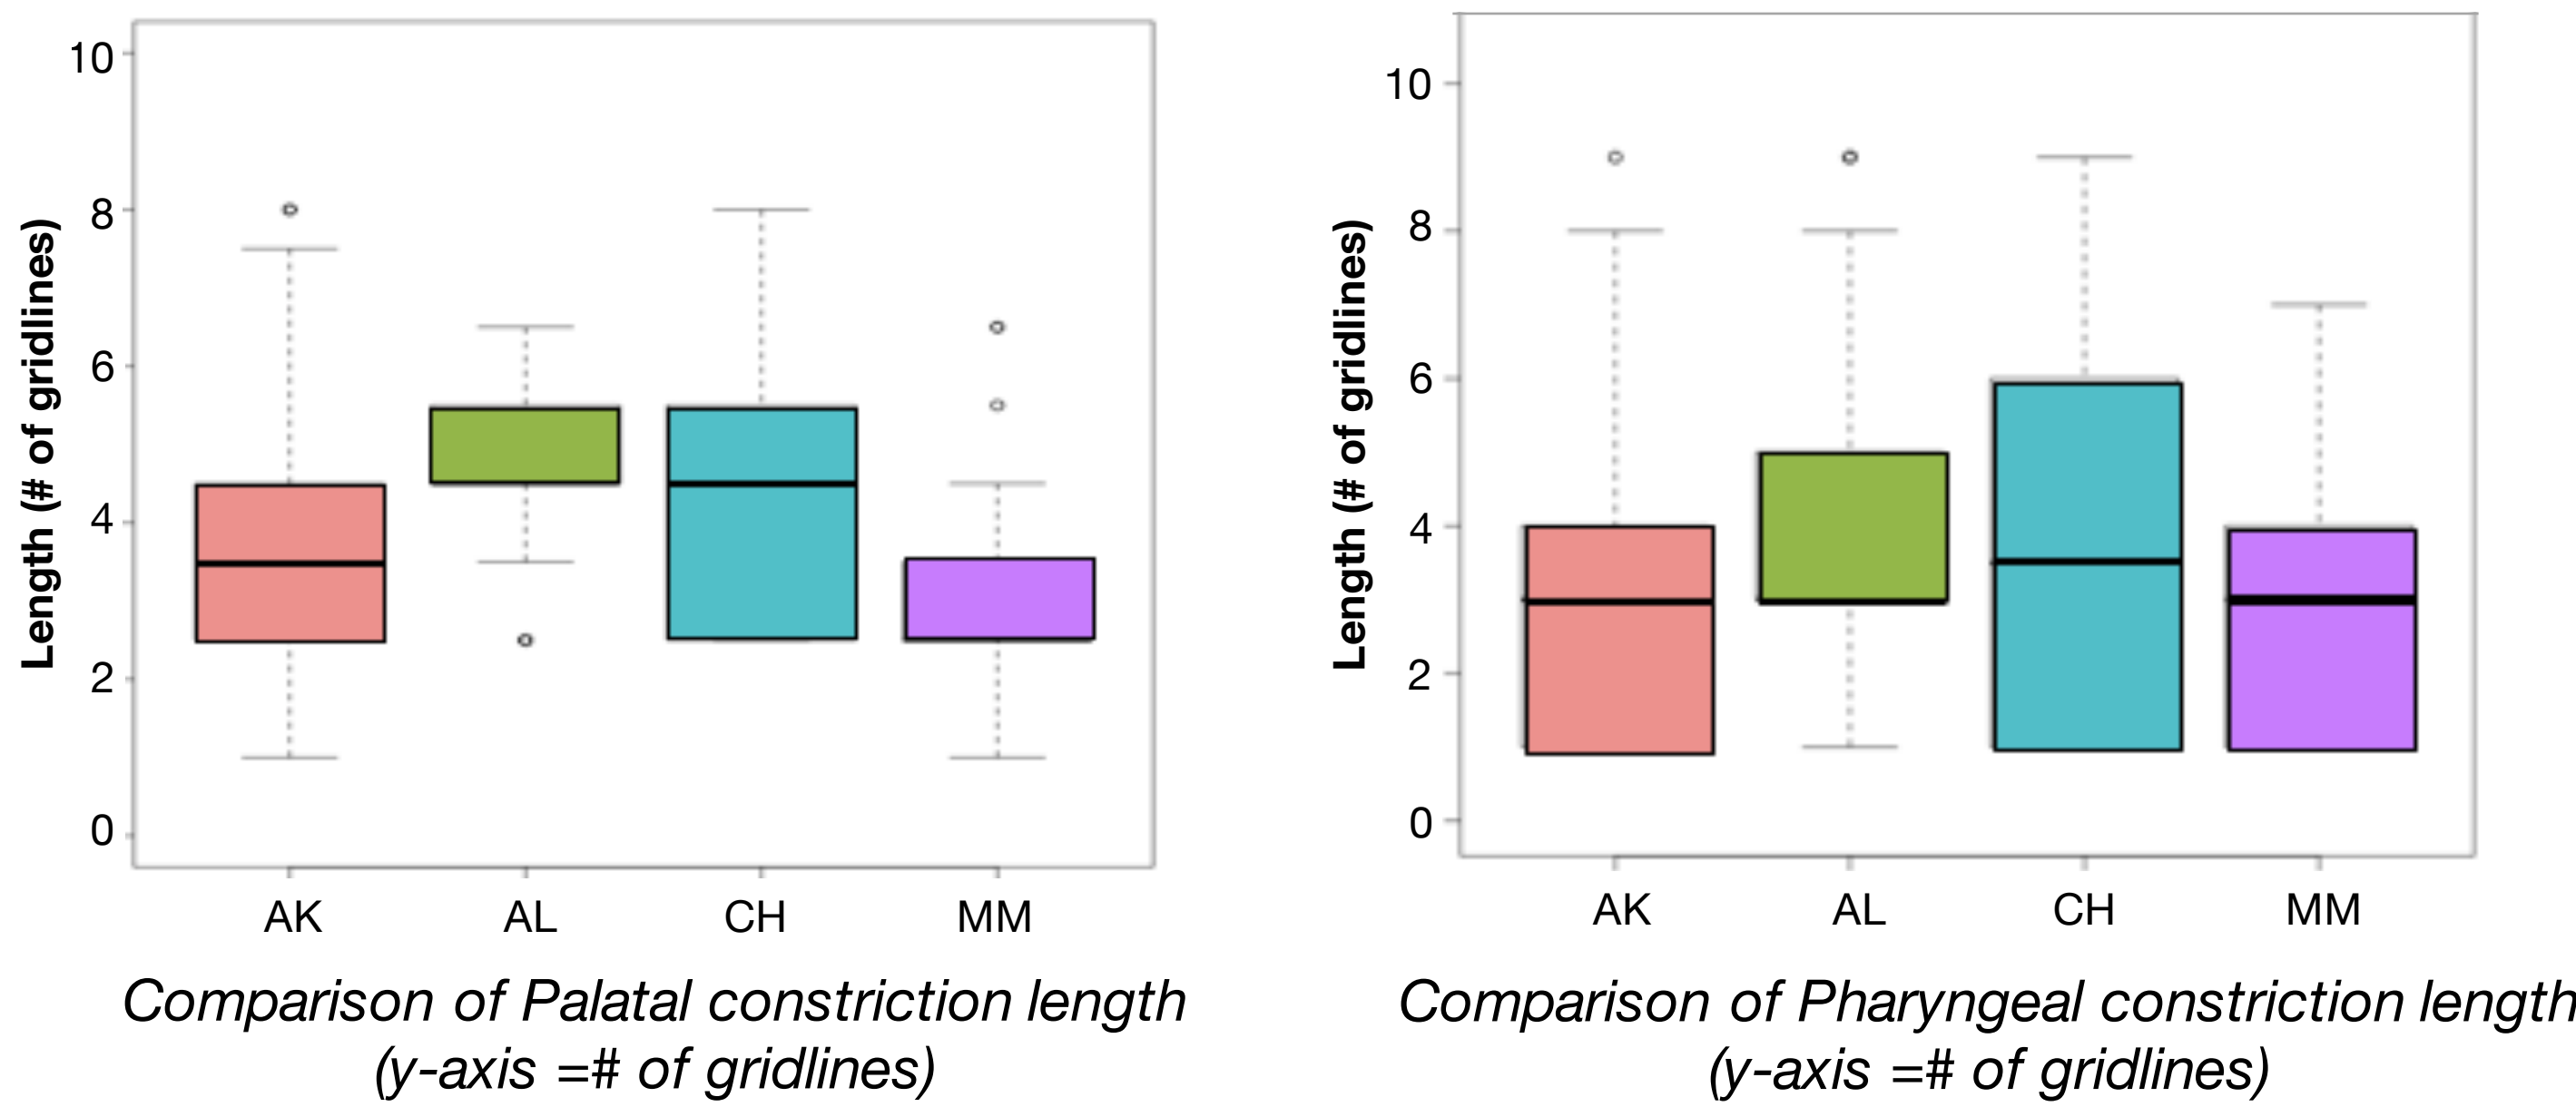 Length (# of gridlines)
10
8
6
4
2
0
AK AL CH MM
Comparison of Palatal constriction length
(y-axis =# of gridlines)
Length (# of gridlines)
10
8
6
4
2
0
AK AL CH MM
Comparison of Pharyngeal constriction length
(y-axis =# of gridlines)